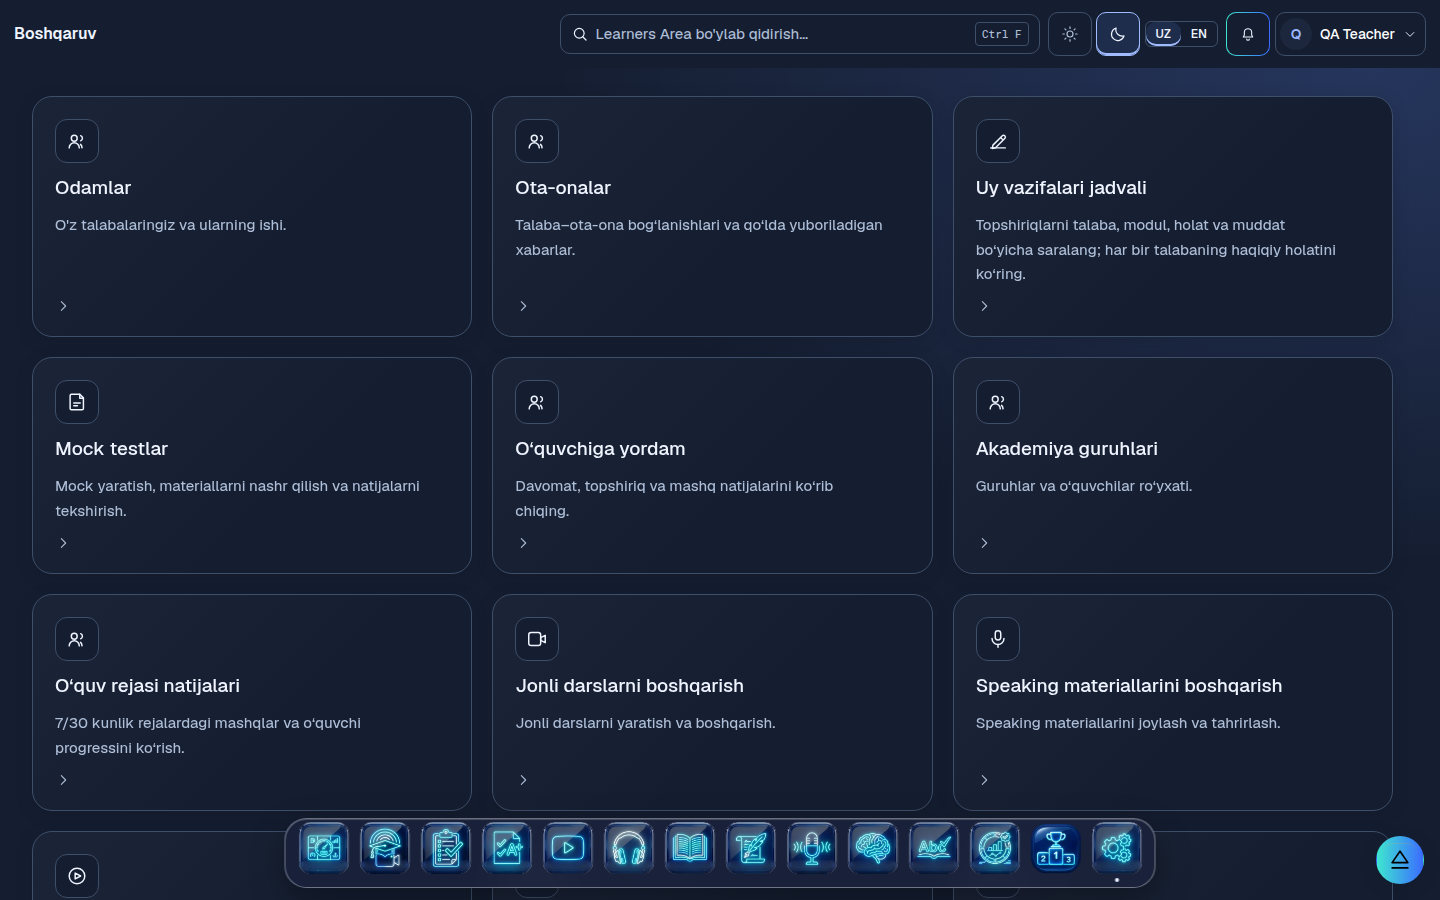 Boshqaruv
Learners Area bo'ylab qidirish...
Ctrl F
UZ
EN
Q
QA Teacher
Odamlar
O'z talabalaringiz va ularning ishi.
Ota-onalar
Talaba–ota-ona bog‘lanishlari va qo‘lda yuboriladigan
xabarlar.
Uy vazifalari jadvali
Topshiriqlarni talaba, modul, holat va muddat
bo‘yicha saralang; har bir talabaning haqiqiy holatini
ko‘ring.
Mock testlar
Mock yaratish, materiallarni nashr qilish va natijalarni
tekshirish.
O‘quvchiga yordam
Davomat, topshiriq va mashq natijalarini ko‘rib
chiqing.
Akademiya guruhlari
Guruhlar va o‘quvchilar ro‘yxati.
O‘quv rejasi natijalari
7/30 kunlik rejalardagi mashqlar va o‘quvchi
progressini ko‘rish.
Jonli darslarni boshqarish
Jonli darslarni yaratish va boshqarish.
Speaking materiallarini boshqarish
Speaking materiallarini joylash va tahrirlash.
A+
Abc
2 1 3